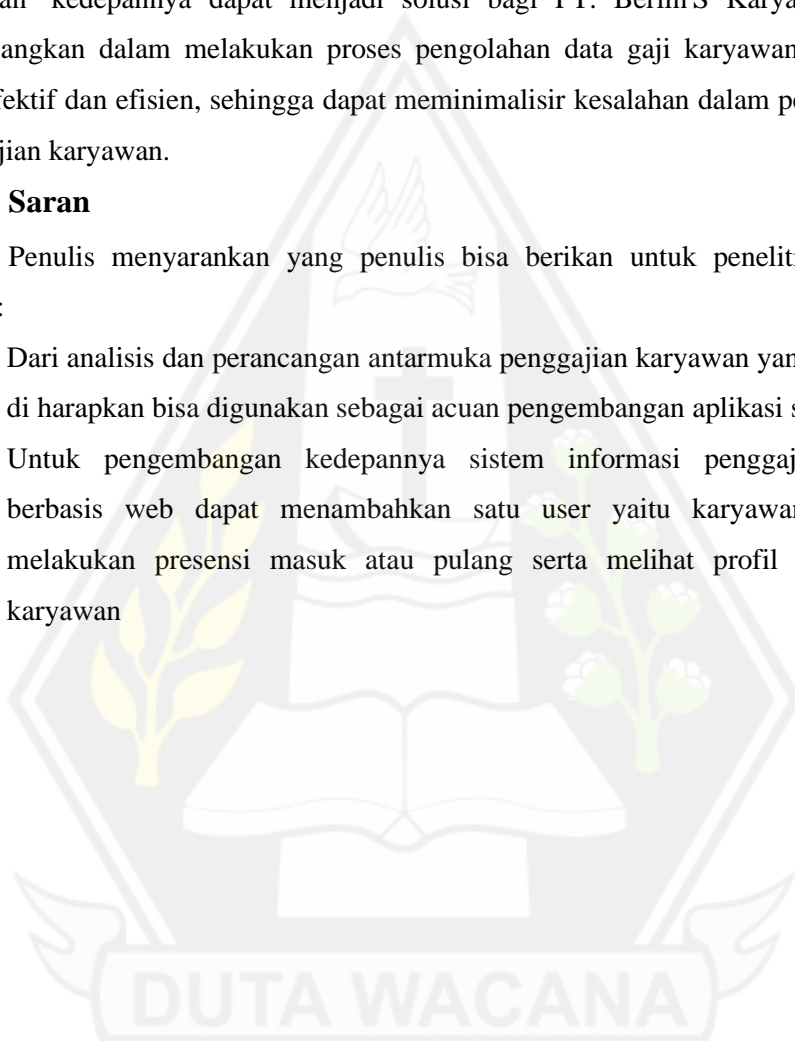 kedepannya dapat menjadi solusi bagi PT. Berlin'S
dalam melakukan proses pengolahan data gaji karyawan
dan efisien, sehingga dapat meminimalisir kesalahan dalam
karyawan.
Saran
Penulis menyarankan yang penulis bisa berikan untuk
:
Dari analisis dan perancangan antarmuka penggajian karyawan
di harapkan bisa digunakan sebagai acuan pengembangan aplikasi
Untuk pengembangan kedepannya sistem informasi
berbasis web dapat menambahkan satu user yaitu
melakukan presensi masuk atau pulang serta melihat profil
karyawan
DUTA WACANA